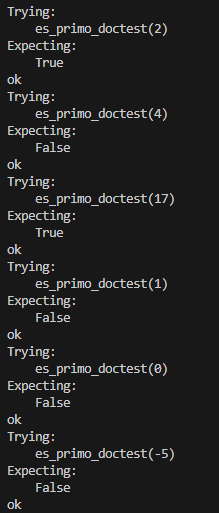 Trying:
    es_primo_doctest(2)
Expecting:
    True
ok
Trying:
    es_primo_doctest(4)
Expecting:
    False
ok
Trying:
    es_primo_doctest(17)
Expecting:
    True
ok
Trying:
    es_primo_doctest(1)
Expecting:
    False
ok
Trying:
    es_primo_doctest(0)
Expecting:
    False
ok
Trying:
    es_primo_doctest(-5)
Expecting:
    False
ok